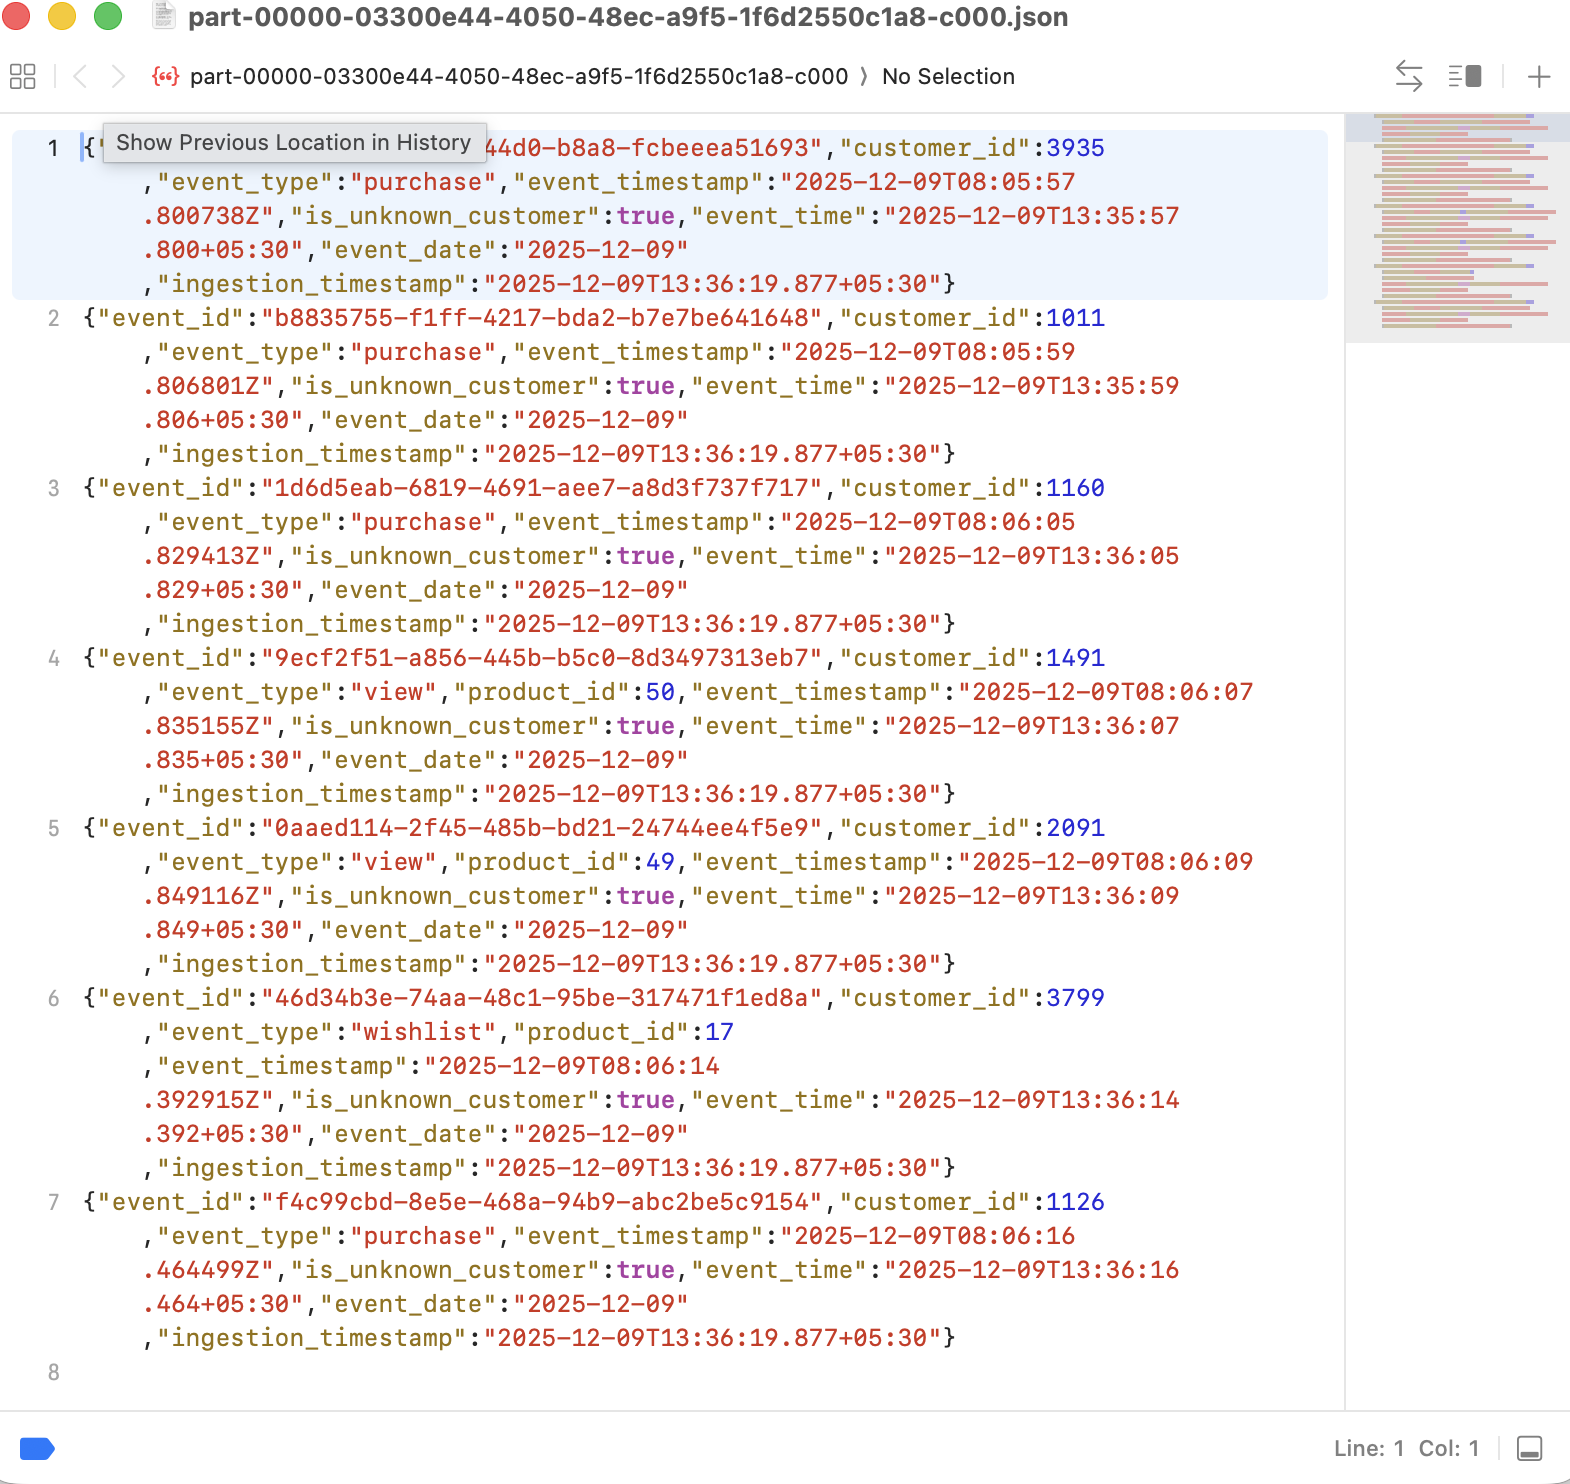 part-00000-03300e44-4050-48ec-a9f5-1f6d2550c1a8-c000.json
part-00000-03300e44-4050-48ec-a9f5-1f6d2550c1a8-c000 ⟩ No Selection
Show Previous Location in History
1 {"44d0-b8a8-fcbeeea51693","customer_id":3935
,"event_type":"purchase","event_timestamp":"2025-12-09T08:05:57
.800738Z","is_unknown_customer":true,"event_time":"2025-12-09T13:35:57
.800+05:30","event_date":"2025-12-09"
,"ingestion_timestamp":"2025-12-09T13:36:19.877+05:30"}
2 {"event_id":"b8835755-f1ff-4217-bda2-b7e7be641648","customer_id":1011
,"event_type":"purchase","event_timestamp":"2025-12-09T08:05:59
.806801Z","is_unknown_customer":true,"event_time":"2025-12-09T13:35:59
.806+05:30","event_date":"2025-12-09"
,"ingestion_timestamp":"2025-12-09T13:36:19.877+05:30"}
3 {"event_id":"1d6d5eab-6819-4691-aee7-a8d3f737f717","customer_id":1160
,"event_type":"purchase","event_timestamp":"2025-12-09T08:06:05
.829413Z","is_unknown_customer":true,"event_time":"2025-12-09T13:36:05
.829+05:30","event_date":"2025-12-09"
,"ingestion_timestamp":"2025-12-09T13:36:19.877+05:30"}
4 {"event_id":"9ecf2f51-a856-445b-b5c0-8d3497313eb7","customer_id":1491
,"event_type":"view","product_id":50,"event_timestamp":"2025-12-09T08:06:07
.835155Z","is_unknown_customer":true,"event_time":"2025-12-09T13:36:07
.835+05:30","event_date":"2025-12-09"
,"ingestion_timestamp":"2025-12-09T13:36:19.877+05:30"}
5 {"event_id":"0aaed114-2f45-485b-bd21-24744ee4f5e9","customer_id":2091
,"event_type":"view","product_id":49,"event_timestamp":"2025-12-09T08:06:09
.849116Z","is_unknown_customer":true,"event_time":"2025-12-09T13:36:09
.849+05:30","event_date":"2025-12-09"
,"ingestion_timestamp":"2025-12-09T13:36:19.877+05:30"}
6 {"event_id":"46d34b3e-74aa-48c1-95be-317471f1ed8a","customer_id":3799
,"event_type":"wishlist","product_id":17
,"event_timestamp":"2025-12-09T08:06:14
.392915Z","is_unknown_customer":true,"event_time":"2025-12-09T13:36:14
.392+05:30","event_date":"2025-12-09"
,"ingestion_timestamp":"2025-12-09T13:36:19.877+05:30"}
7 {"event_id":"f4c99cbd-8e5e-468a-94b9-abc2be5c9154","customer_id":1126
,"event_type":"purchase","event_timestamp":"2025-12-09T08:06:16
.464499Z","is_unknown_customer":true,"event_time":"2025-12-09T13:36:16
.464+05:30","event_date":"2025-12-09"
,"ingestion_timestamp":"2025-12-09T13:36:19.877+05:30"}
8
Line: 1 Col: 1